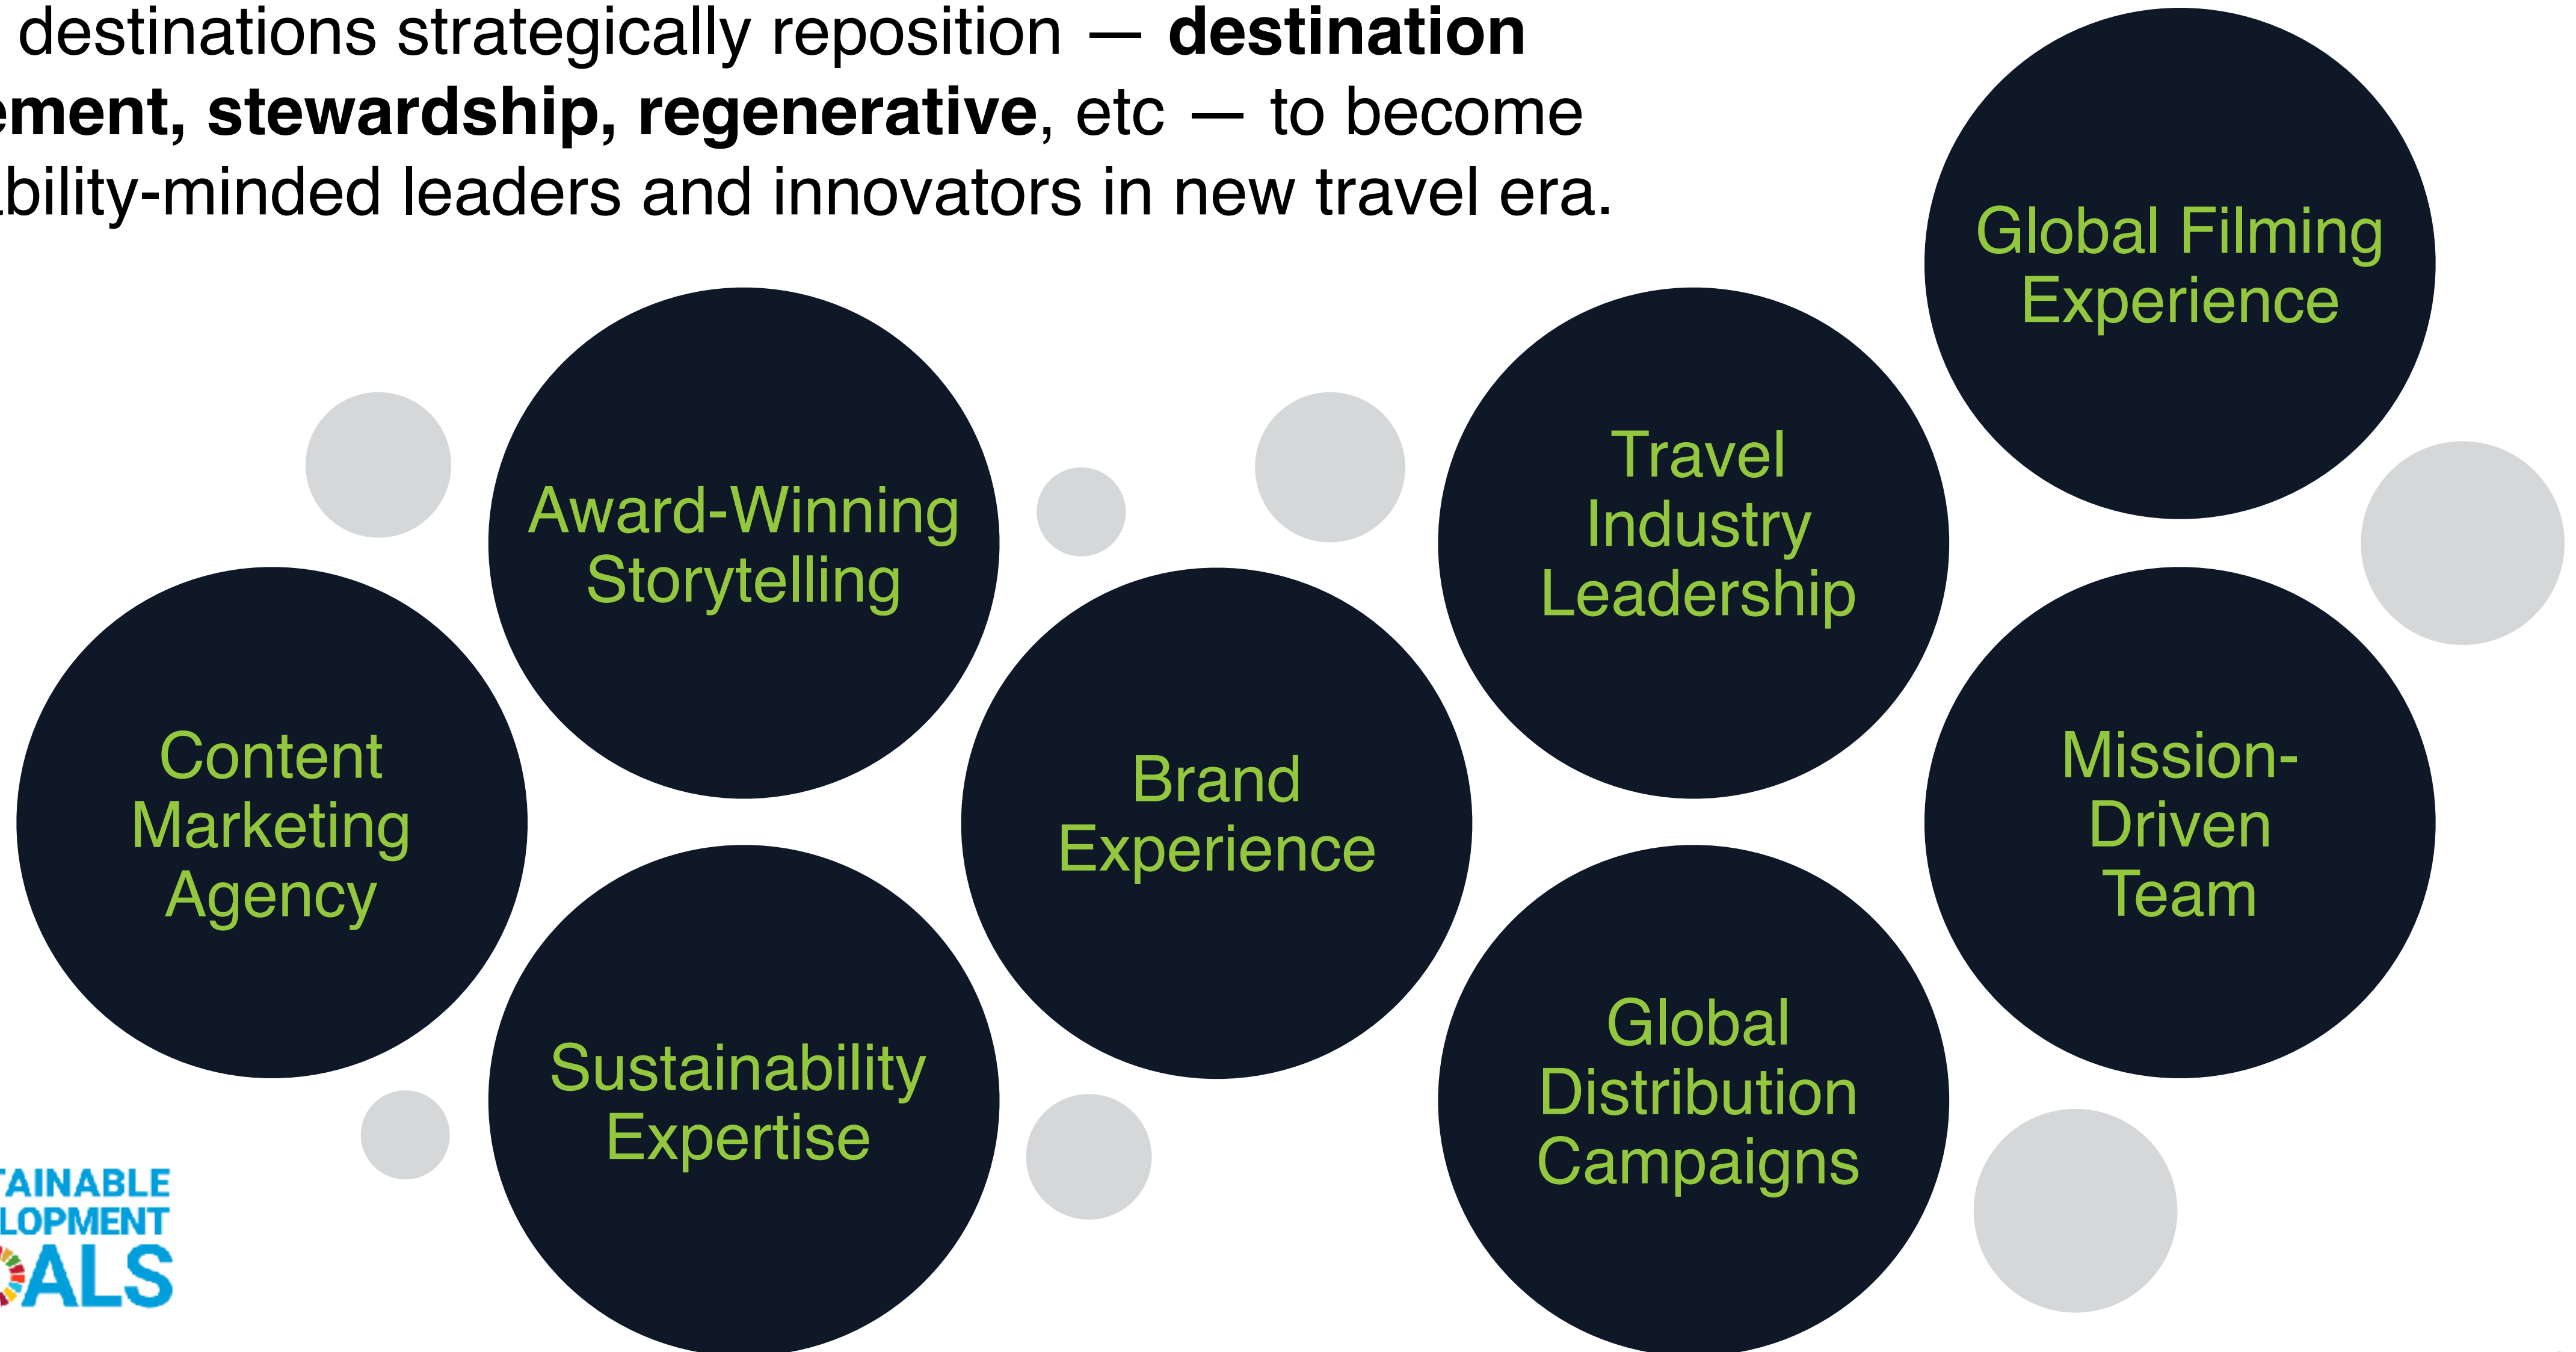 destinations strategically reposition — destination
ement, stewardship, regenerative, etc — to become
bility-minded leaders and innovators in new travel era.
Global Filming
Experience
Travel
Industry
Leadership
Award-Winning
Storytelling
Content
Marketing
Agency
Brand
Experience
Mission-
Driven
Team
Sustainability
Expertise
Global
Distribution
Campaigns
TAINABLE
LOPMENT
ALS